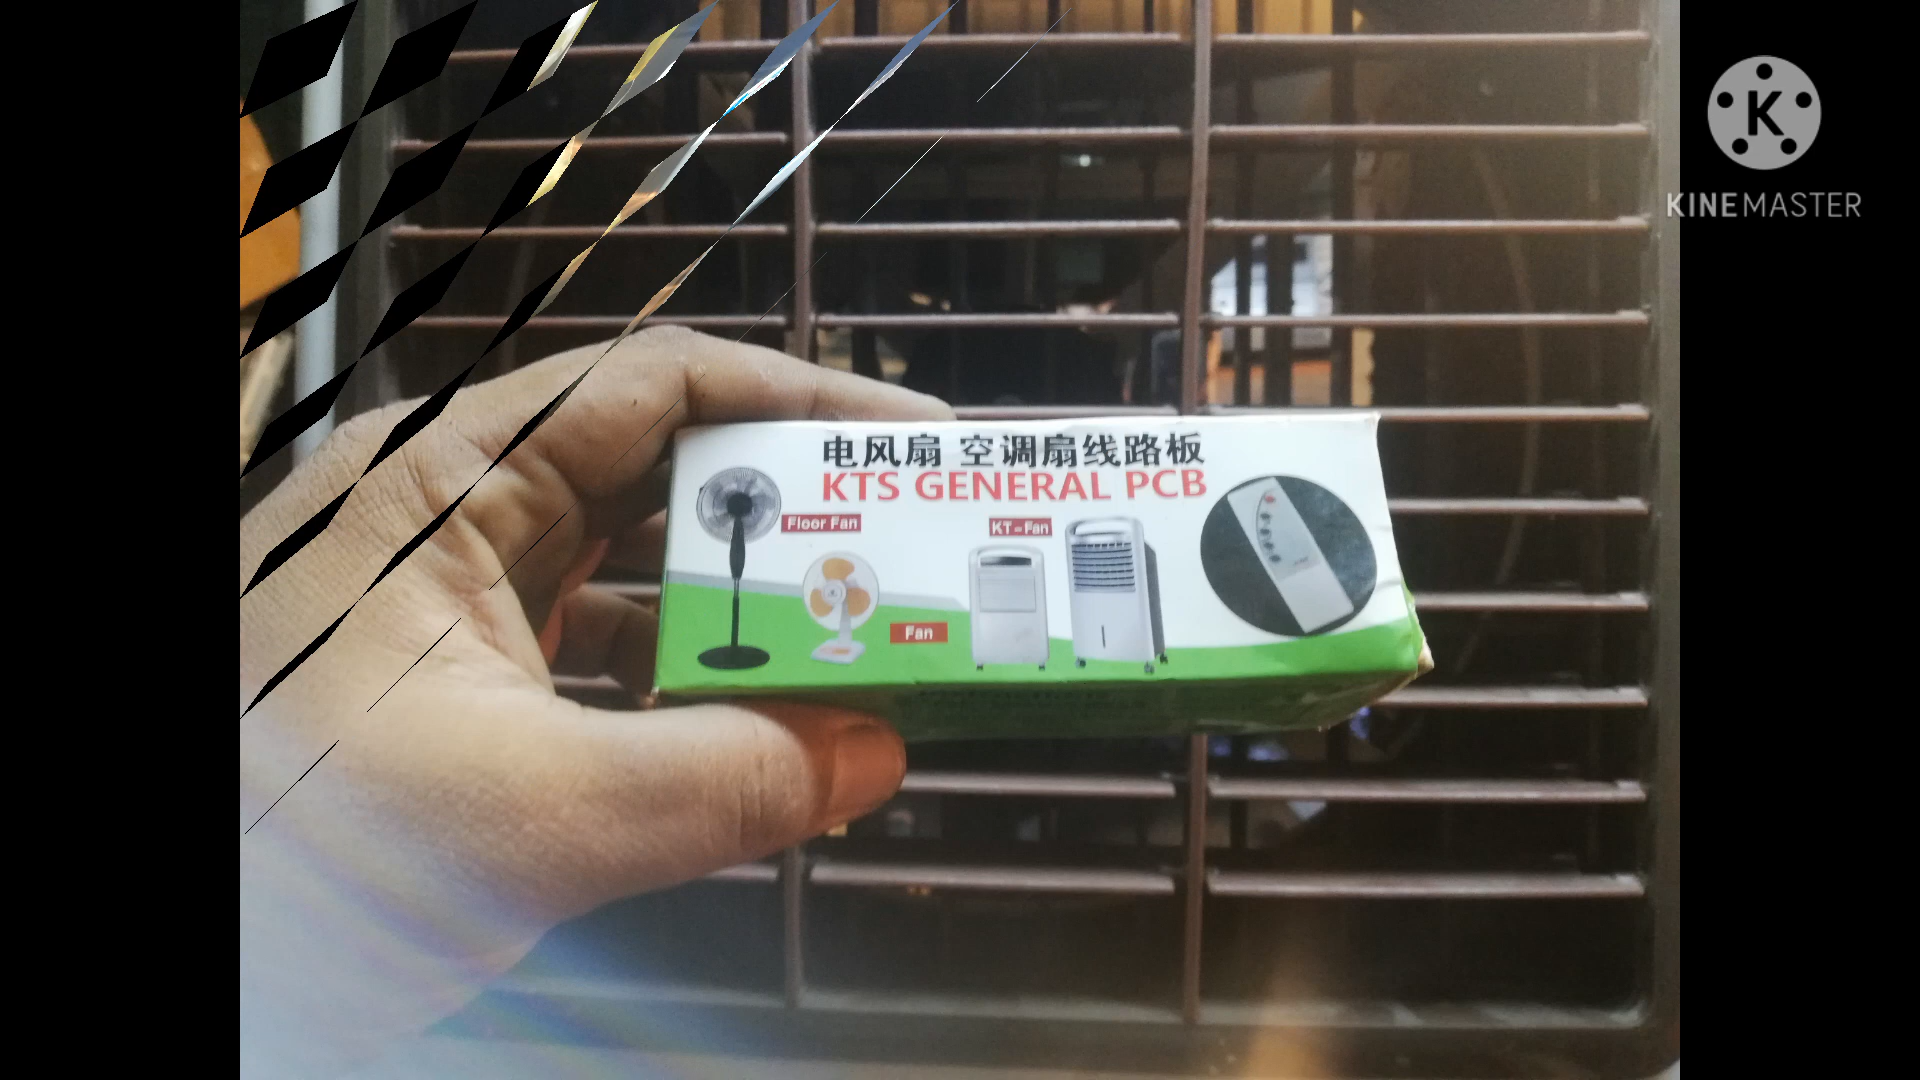 电风扇 空调扇线路板
KTS GENERAL PCB
Floor Fan
KT-Fan
Fan
K
KINEMASTER